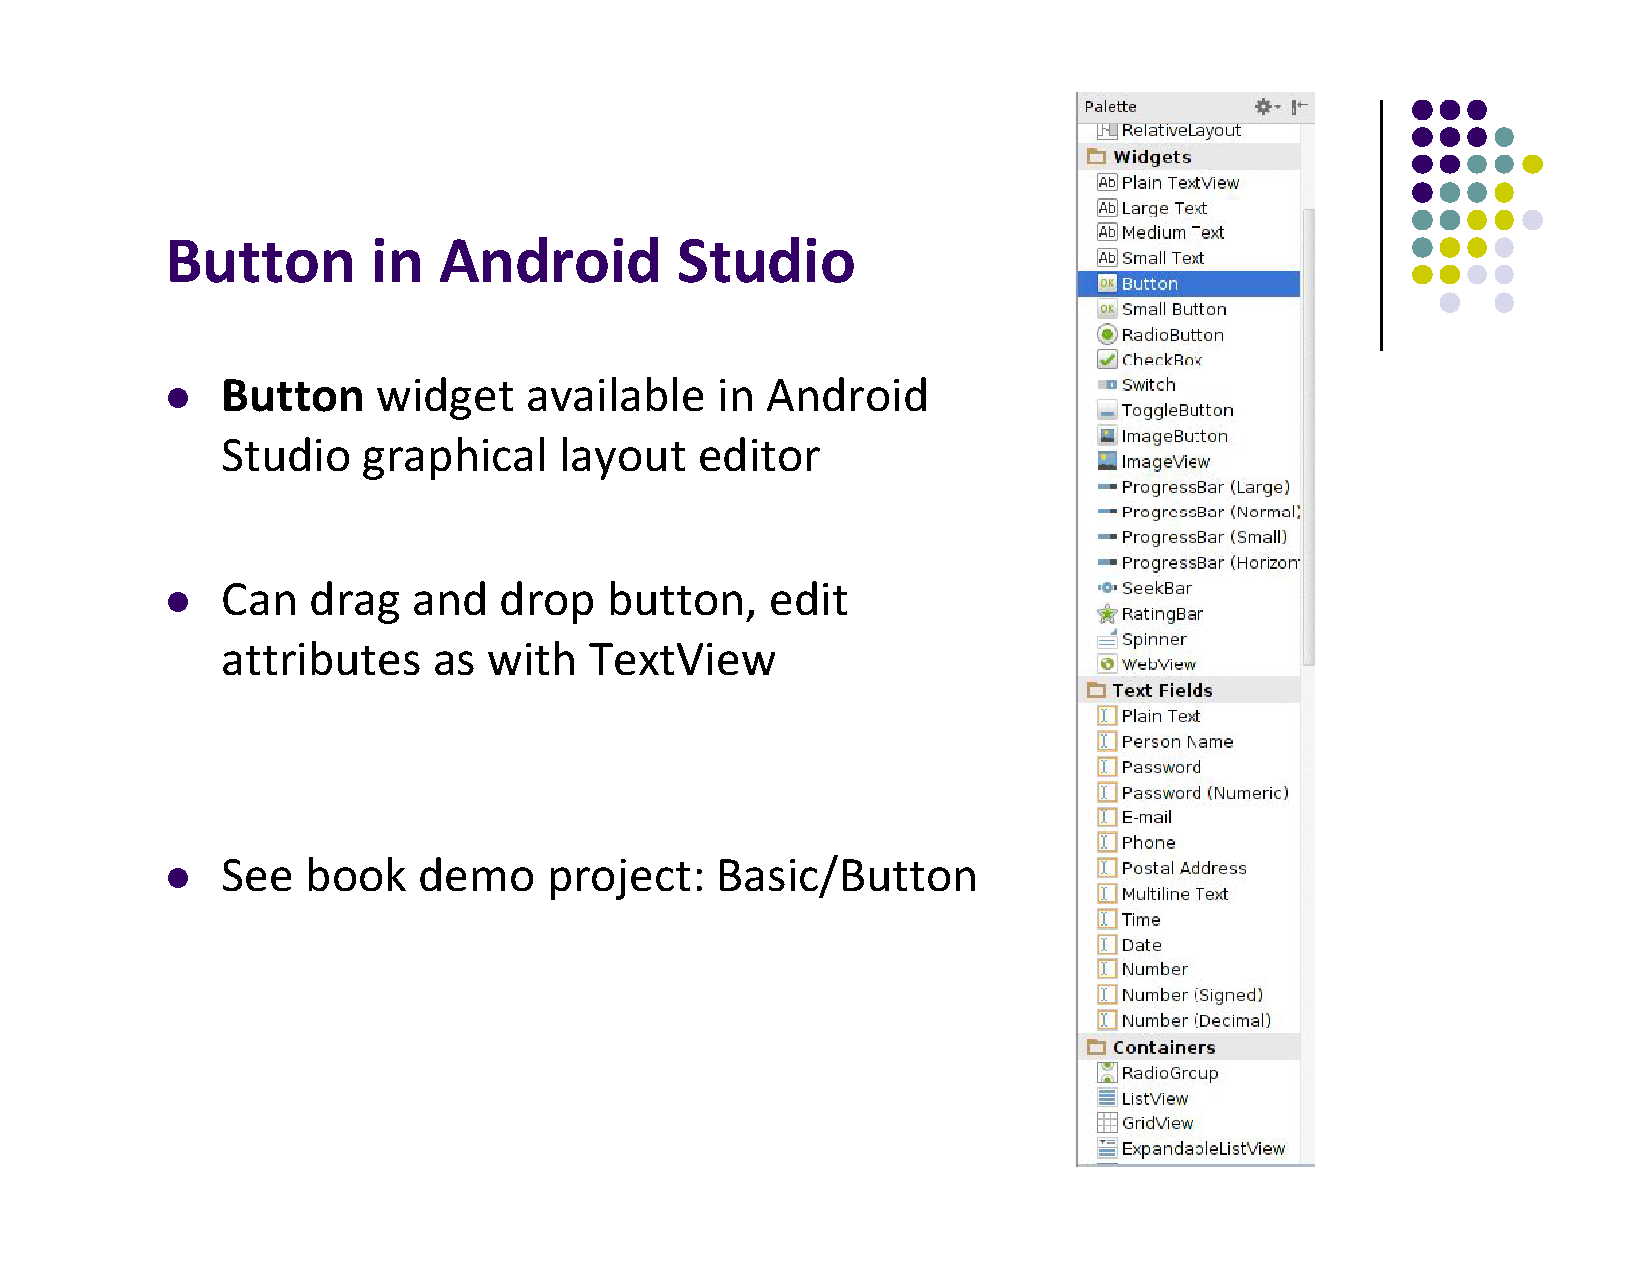 Button in Android Studio
Button widget available in Android
Studio graphical layout editor
Can drag and drop button, edit
attributes as with TextView
See book demo project: Basic/Button
Palette
RelativeLayout
Widgets
Plain TextView
Large Text
Medium Text
Small Text
OK Button
OK Small Button
RadioButton
CheckBox
Switch
ToggleButton
ImageButton
ImageView
ProgressBar (Large)
ProgressBar (Normal)
ProgressBar (Small)
ProgressBar (Horizon
SeekBar
RatingBar
Spinner
WebView
Text Fields
Plain Text
Person Name
Password
Password (Numeric)
E-mail
Phone
Postal Address
Multiline Text
Time
Date
Number
Number (Signed)
Number (Decimal)
Containers
RadioGroup
ListView
GridView
ExpandableListView